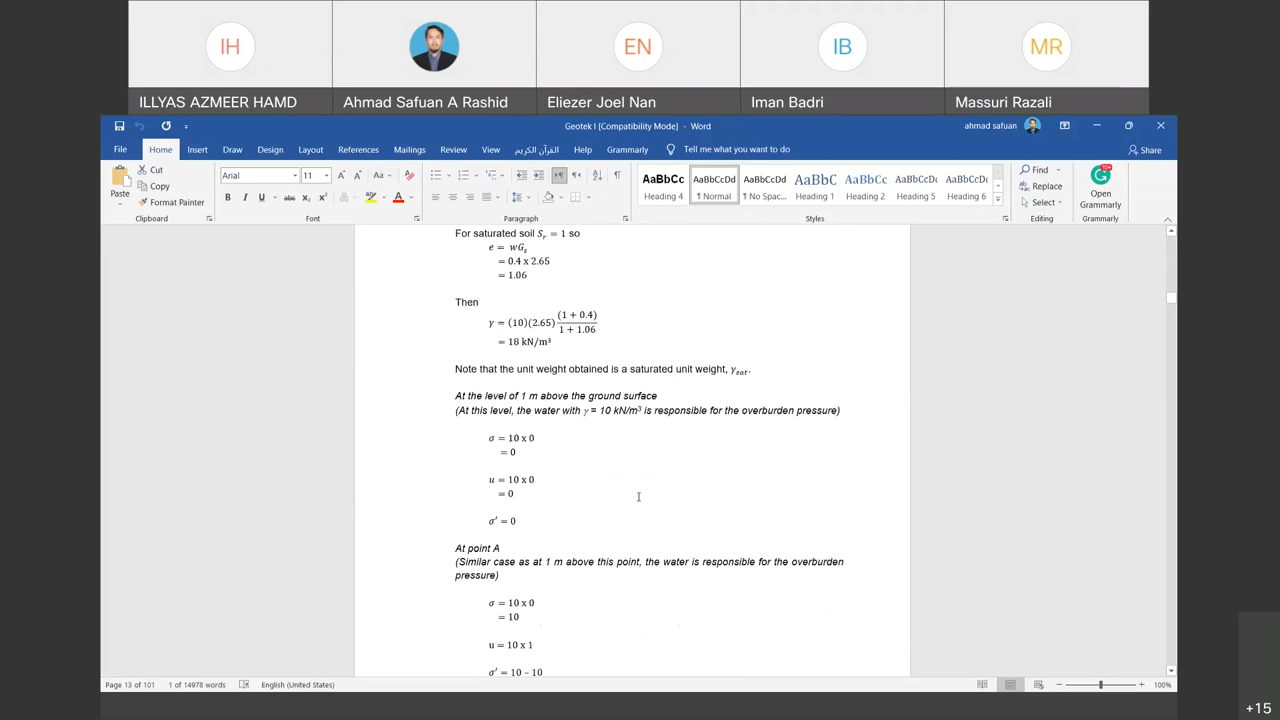 IH
EN
IB
MR
ILLYAS AZMEER HAMD
Ahmad Safuan A Rashid
Eliezer Joel Nan
Iman Badri
Massuri Razali
Geotek I [Compatibility Mode] - Word
ahmad safuan
File Home Insert Draw Design Layout References Mailings Review View القرآن الكريم Help Grammarly Tell me what you want to do
Share
Paste
Cut
Copy
Format Painter
Clipboard
Arial 11
Font
Paragraph
AaBbCc AaBbCcDd AaBbCcDd AaBbC AaBbC AaBbCcDd AaBbCcDd
Heading 4 ¶ Normal ¶ No Spac... Heading 1 Heading 2 Heading 5 Heading 6
Styles
Find
Replace
Select
Editing
Open
Grammarly
Grammarly
For saturated soil Sᵣ = 1 so
e = wGₛ
= 0.4 x 2.65
= 1.06
Then
γ = (10)(2.65) (1 + 0.4) / 1 + 1.06
= 18 kN/m³
Note that the unit weight obtained is a saturated unit weight, γsat.
At the level of 1 m above the ground surface
(At this level, the water with γ = 10 kN/m³ is responsible for the overburden pressure)
σ = 10 x 0
= 0
u = 10 x 0
= 0
σ′ = 0
At point A
(Similar case as at 1 m above this point, the water is responsible for the overburden
pressure)
σ = 10 x 0
= 10
u = 10 x 1
σ′ = 10 – 10
Page 13 of 101 1 of 14978 words English (United States)
100%
+15